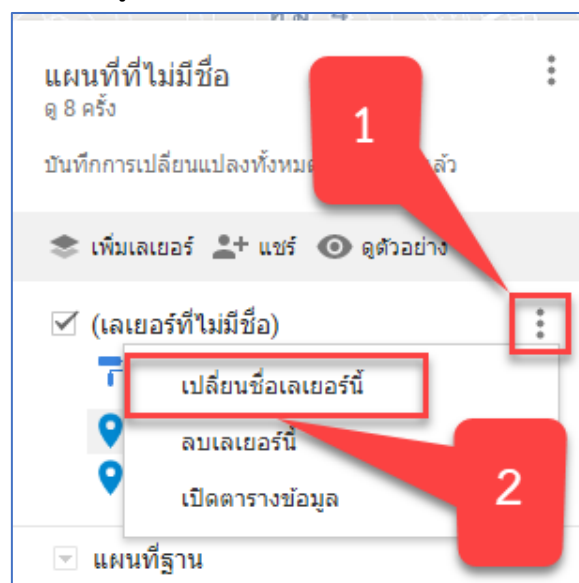 แผนที่ที่ไม่มีชื่อ
ดู 8 ครั้ง
1
บันทึกการเปลี่ยนแปลงทั้งหมด
เพิ่มเลเยอร์ แชร์ ดูตัวอย่าง
(เลเยอร์ที่ไม่มีชื่อ)
เปลี่ยนชื่อเลเยอร์นี้
ลบเลเยอร์นี้
2
เปิดตารางข้อมูล
แผนที่ฐาน